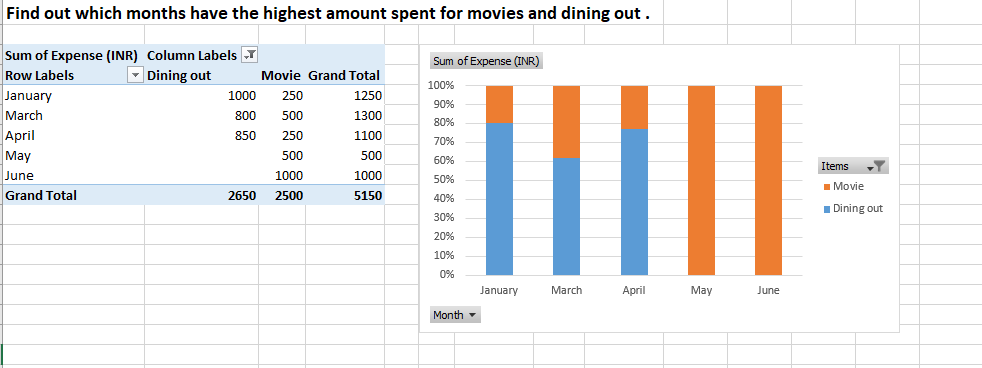 Find out which months have the highest amount spent for movies and dining out .
Sum of Expense (INR) Column Labels
Row Labels Dining out Movie Grand Total
January 1000 250 1250
March 800 500 1300
April 850 250 1100
May 500 500
June 1000 1000
Grand Total 2650 2500 5150
Sum of Expense (INR)
100%
90%
80%
70%
60%
50%
40%
30%
20%
10%
0%
January March April May June
Month
Items
Movie
Dining out